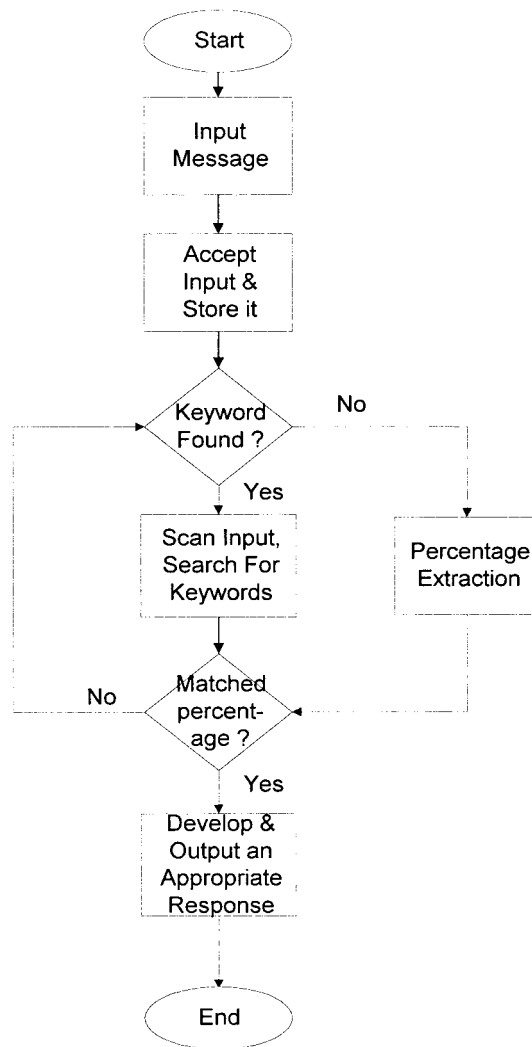 Start
Input
Message
Accept
Input &
Store it
Keyword
Found ?
No
Yes
Scan Input,
Search For
Keywords
Percentage
Extraction
Matched
percent-
age ?
No
Yes
Develop &
Output an
Appropriate
Response
End